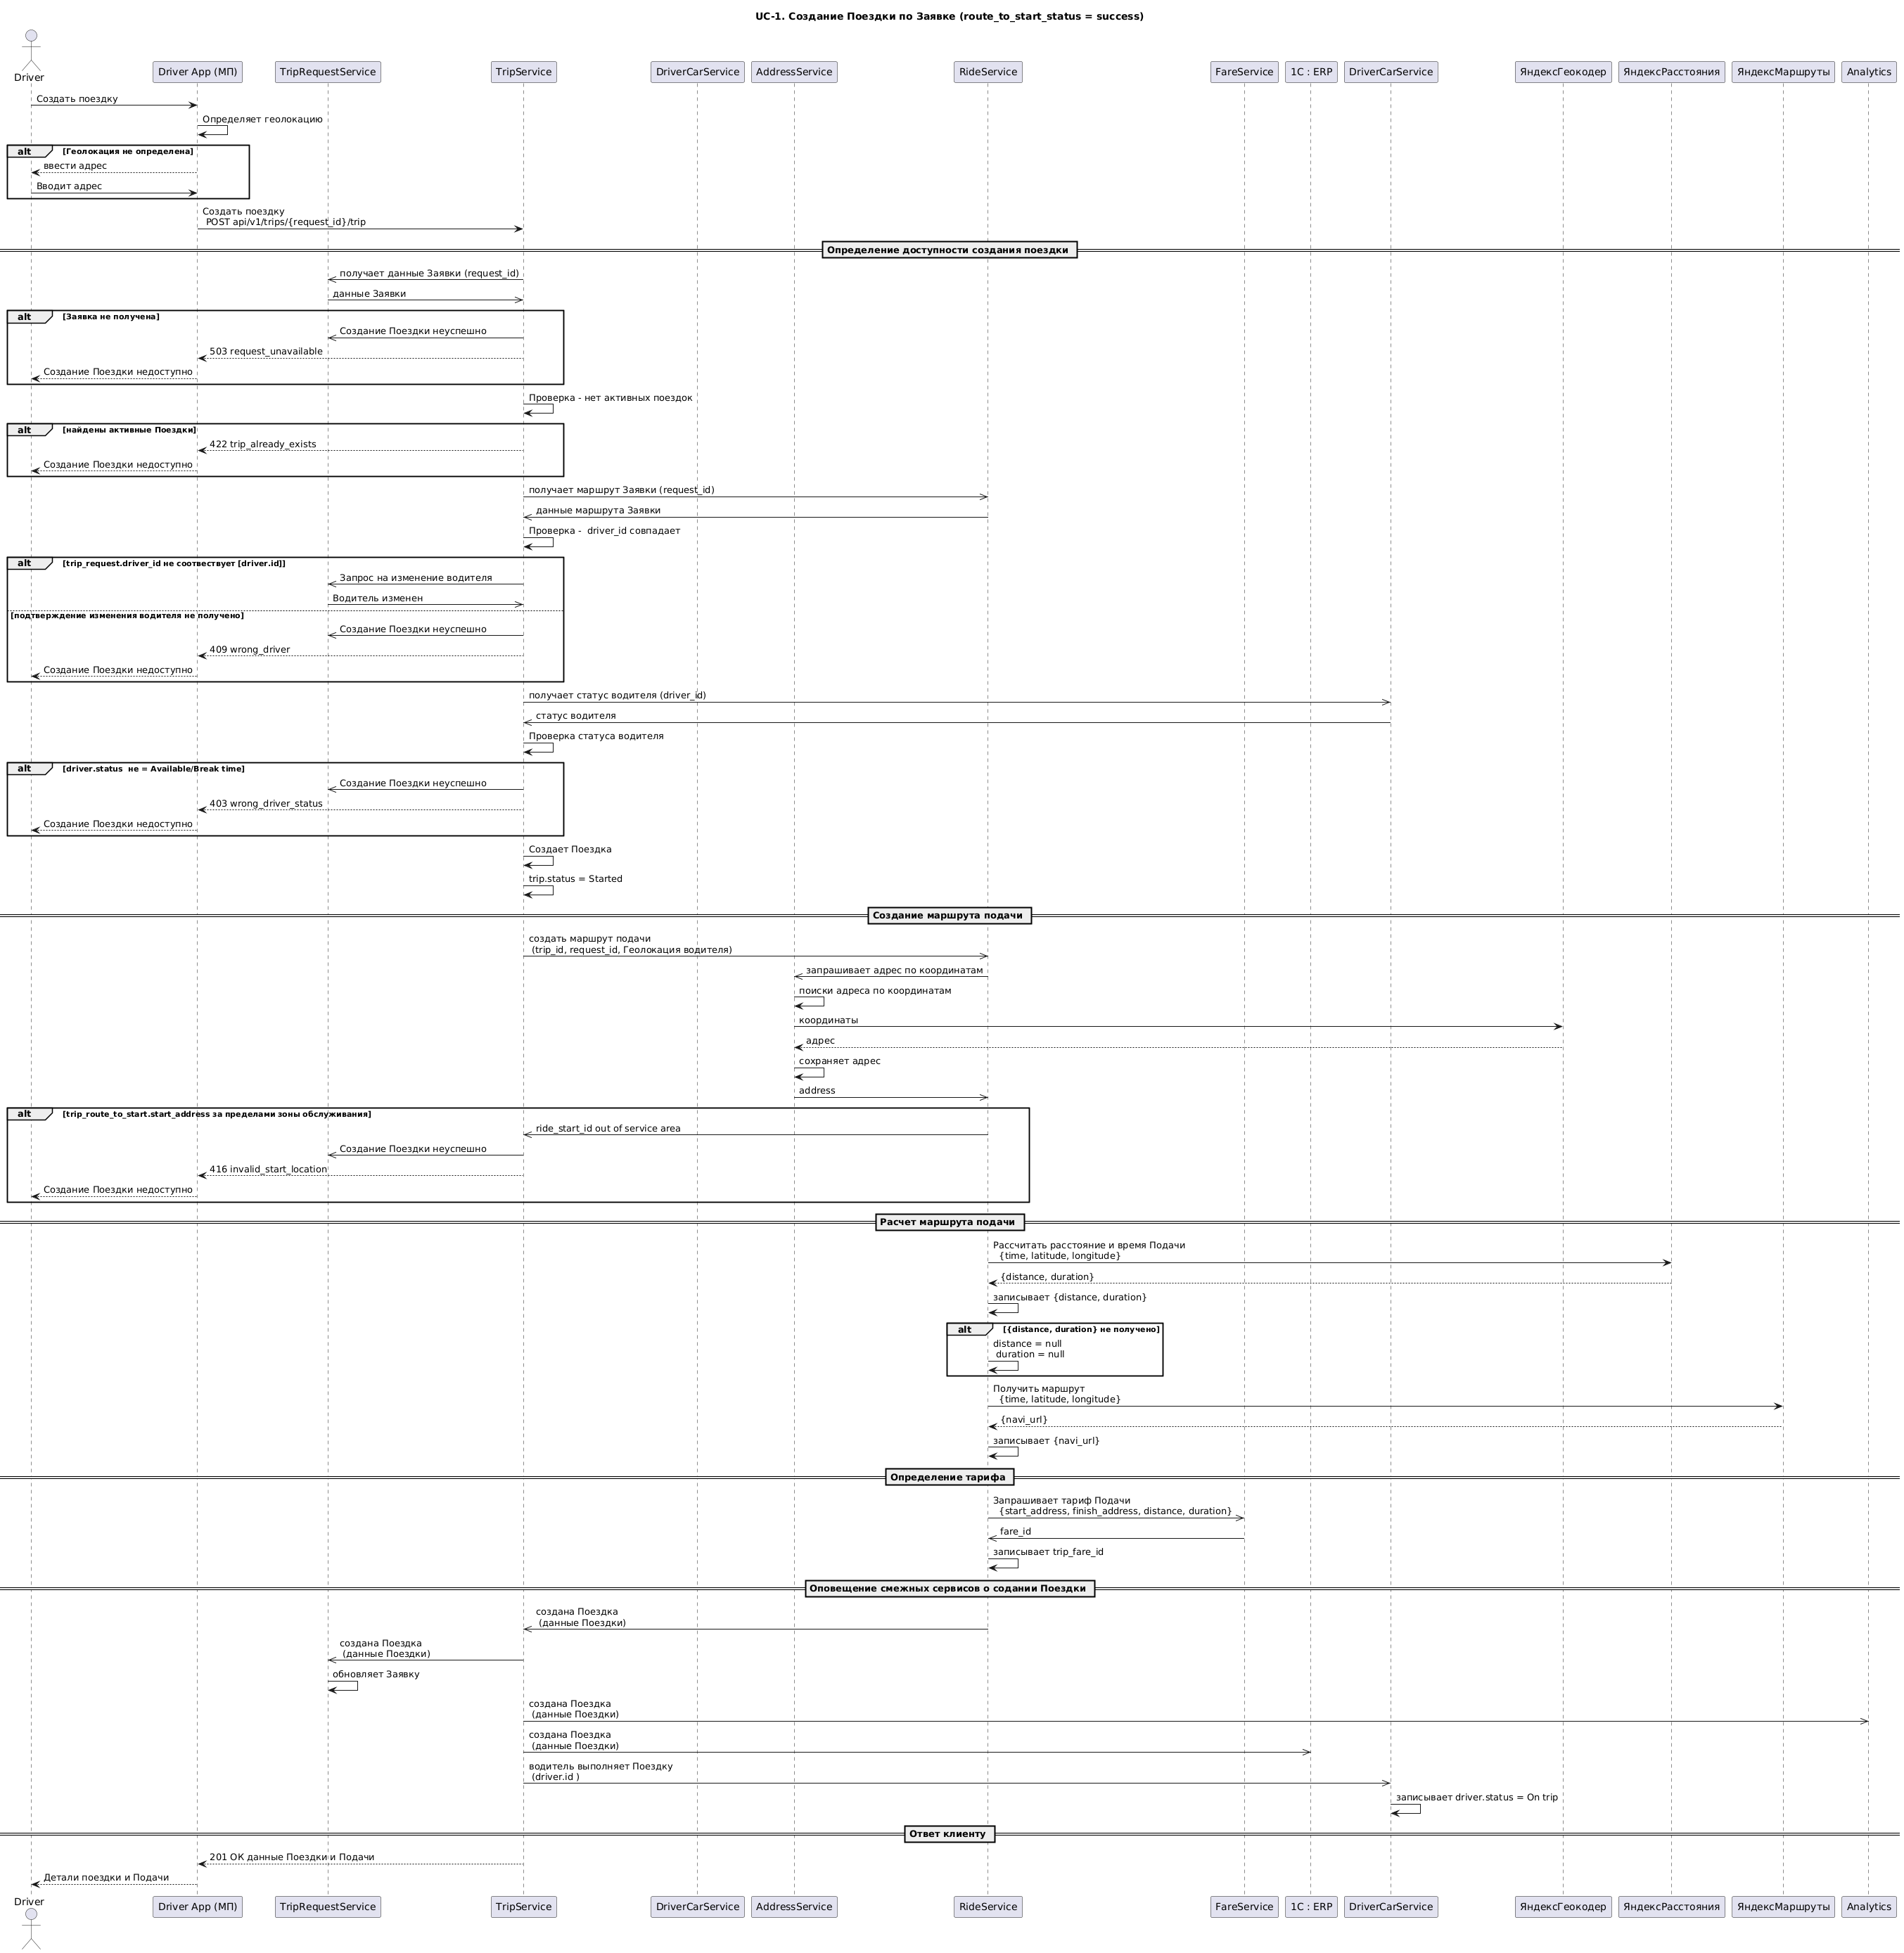 UC-1. Создание Поездки по Заявке (route_to_start_status = success)
Driver
Driver App (МП)
TripRequestService
TripService
DriverCarService
AddressService
RideService
FareService
1С : ERP
DriverCarService
ЯндексГеокодер
ЯндексРасстояния
ЯндексМаршруты
Analytics
Создать поездку
Определяет геолокацию
alt [Геолокация не определена]
ввести адрес
Вводит адрес
Создать поездку
POST api/v1/trips/{request_id}/trip
Определение доступности создания поездки
получает данные Заявки (request_id)
данные Заявки
alt [Заявка не получена]
Создание Поездки неуспешно
503 request_unavailable
Создание Поездки недоступно
Проверка - нет активных поездок
alt [найдены активные Поездки]
422 trip_already_exists
Создание Поездки недоступно
получает маршрут Заявки (request_id)
данные маршрута Заявки
Проверка - driver_id совпадает
alt [trip_request.driver_id не соотвествует [driver.id]]
Запрос на изменение водителя
Водитель изменен
[подтверждение изменения водителя не получено]
Создание Поездки неуспешно
409 wrong_driver
Создание Поездки недоступно
получает статус водителя (driver_id)
статус водителя
Проверка статуса водителя
alt [driver.status не = Available/Break time]
Создание Поездки неуспешно
403 wrong_driver_status
Создание Поездки недоступно
Создает Поездка
trip.status = Started
Создание маршрута подачи
создать маршрут подачи
(trip_id, request_id, Геолокация водителя)
запрашивает адрес по координатам
поиски адреса по координатам
координаты
адрес
сохраняет адрес
address
alt [trip_route_to_start.start_address за пределами зоны обслуживания]
ride_start_id out of service area
Создание Поездки неуспешно
416 invalid_start_location
Создание Поездки недоступно
Расчет маршрута подачи
Рассчитать расстояние и время Подачи
{time, latitude, longitude}
{distance, duration}
записывает {distance, duration}
alt [{distance, duration} не получено]
distance = null
duration = null
Получить маршрут
{time, latitude, longitude}
{navi_url}
записывает {navi_url}
Определение тарифа
Запрашивает тариф Подачи
{start_address, finish_address, distance, duration}
fare_id
записывает trip_fare_id
Оповещение смежных сервисов о содании Поездки
создана Поездка
(данные Поездки)
создана Поездка
(данные Поездки)
обновляет Заявку
создана Поездка
(данные Поездки)
создана Поездка
(данные Поездки)
водитель выполняет Поездку
(driver.id )
записывает driver.status = On trip
Ответ клиенту
201 ОК данные Поездки и Подачи
Детали поездки и Подачи
Driver
Driver App (МП)
TripRequestService
TripService
DriverCarService
AddressService
RideService
FareService
1С : ERP
DriverCarService
ЯндексГеокодер
ЯндексРасстояния
ЯндексМаршруты
Analytics